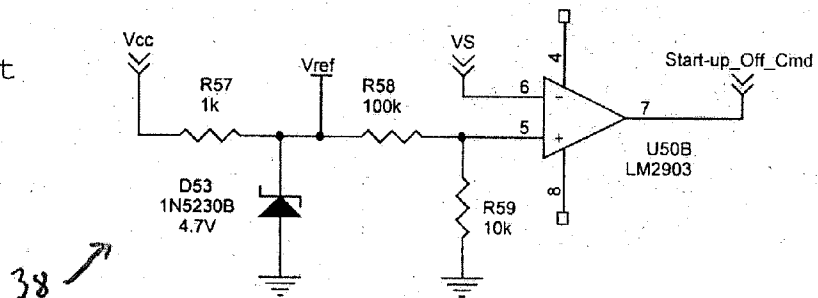 t
Vcc
R57
1k
Vref
R58
100k
VS
6
-
5
+
4
8
7
Start-up_Off_Cmd
U50B
LM2903
D53
1N5230B
4.7V
R59
10k
38